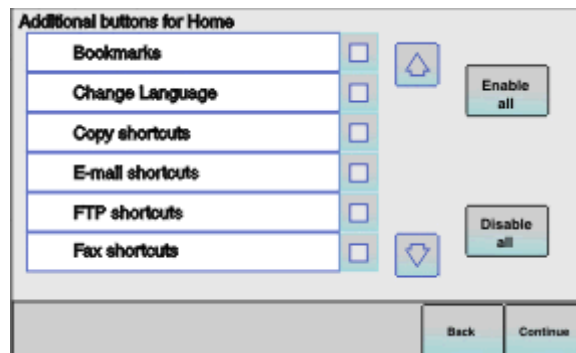 Additional buttons for Home
Bookmarks
Change Language
Copy shortcuts
E-mail shortcuts
FTP shortcuts
Fax shortcuts
Enable
all
Disable
all
Back
Continue